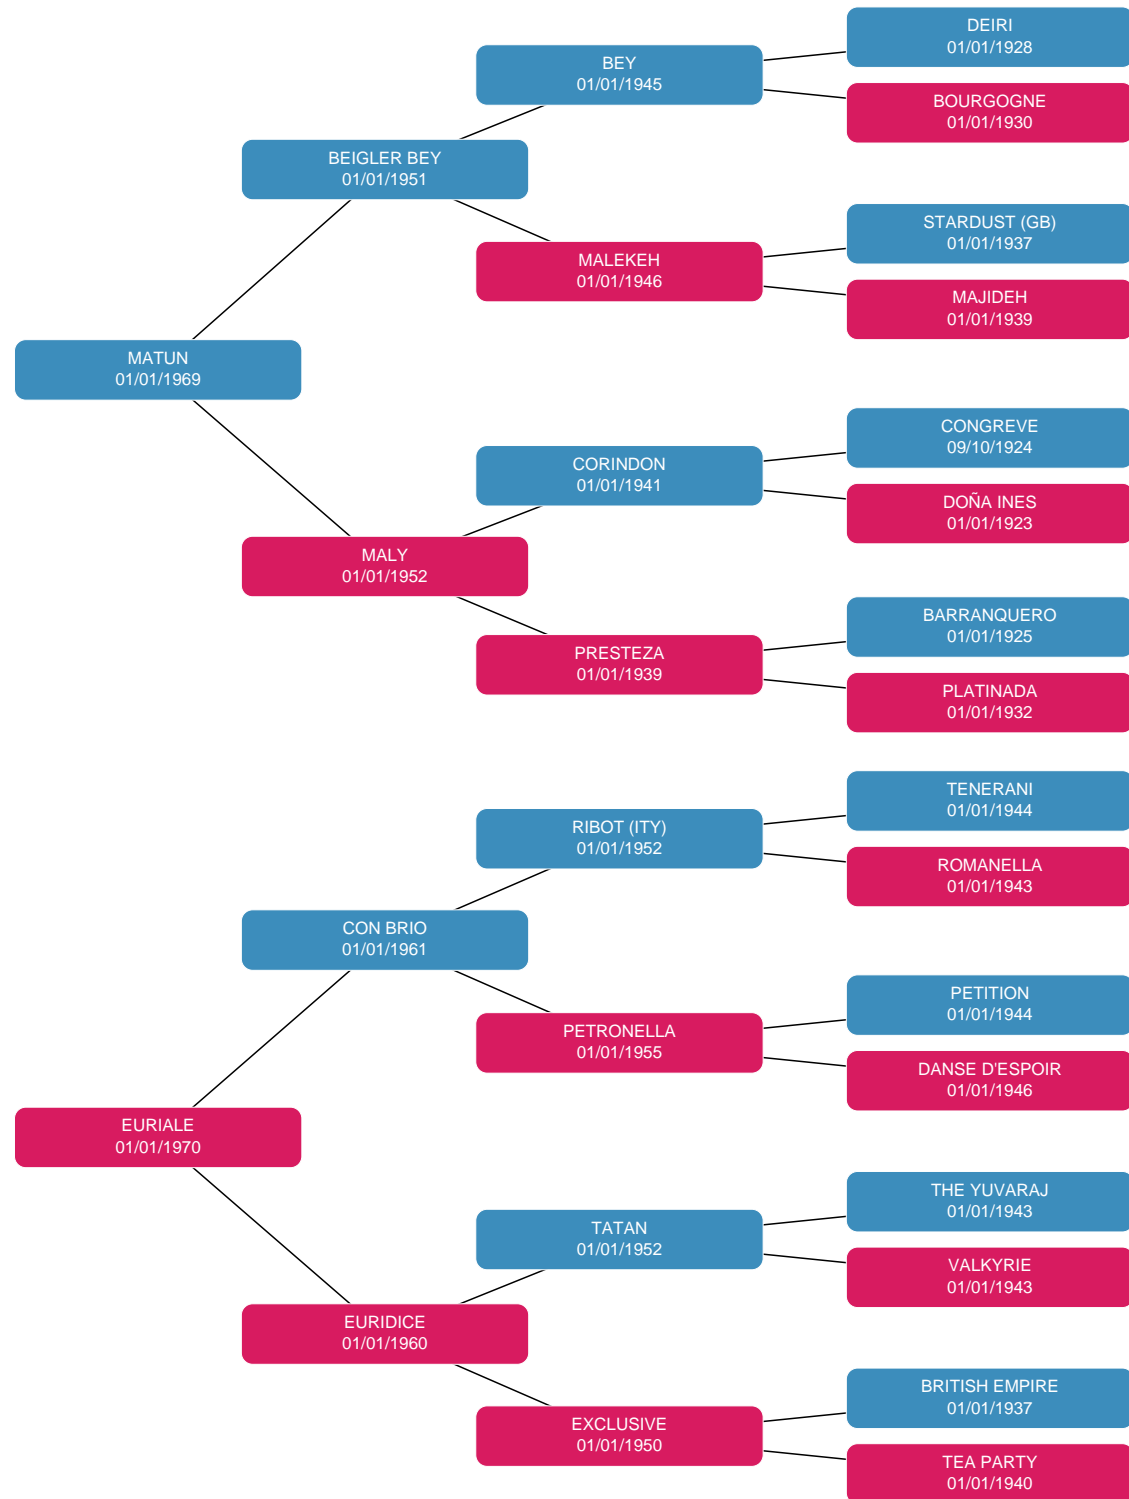 DEIRI
01/01/1928
BEY
01/01/1945
BOURGOGNE
01/01/1930
BEIGLER BEY
01/01/1951
STARDUST (GB)
01/01/1937
MALEKEH
01/01/1946
MAJIDEH
01/01/1939
MATUN
01/01/1969
CONGREVE
09/10/1924
CORINDON
01/01/1941
DOÑA INES
01/01/1923
MALY
01/01/1952
BARRANQUERO
01/01/1925
PRESTEZA
01/01/1939
PLATINADA
01/01/1932
TENERANI
01/01/1944
RIBOT (ITY)
01/01/1952
ROMANELLA
01/01/1943
CON BRIO
01/01/1961
PETITION
01/01/1944
PETRONELLA
01/01/1955
DANSE D'ESPOIR
01/01/1946
EURIALE
01/01/1970
THE YUVARAJ
01/01/1943
TATAN
01/01/1952
VALKYRIE
01/01/1943
EURIDICE
01/01/1960
BRITISH EMPIRE
01/01/1937
EXCLUSIVE
01/01/1950
TEA PARTY
01/01/1940